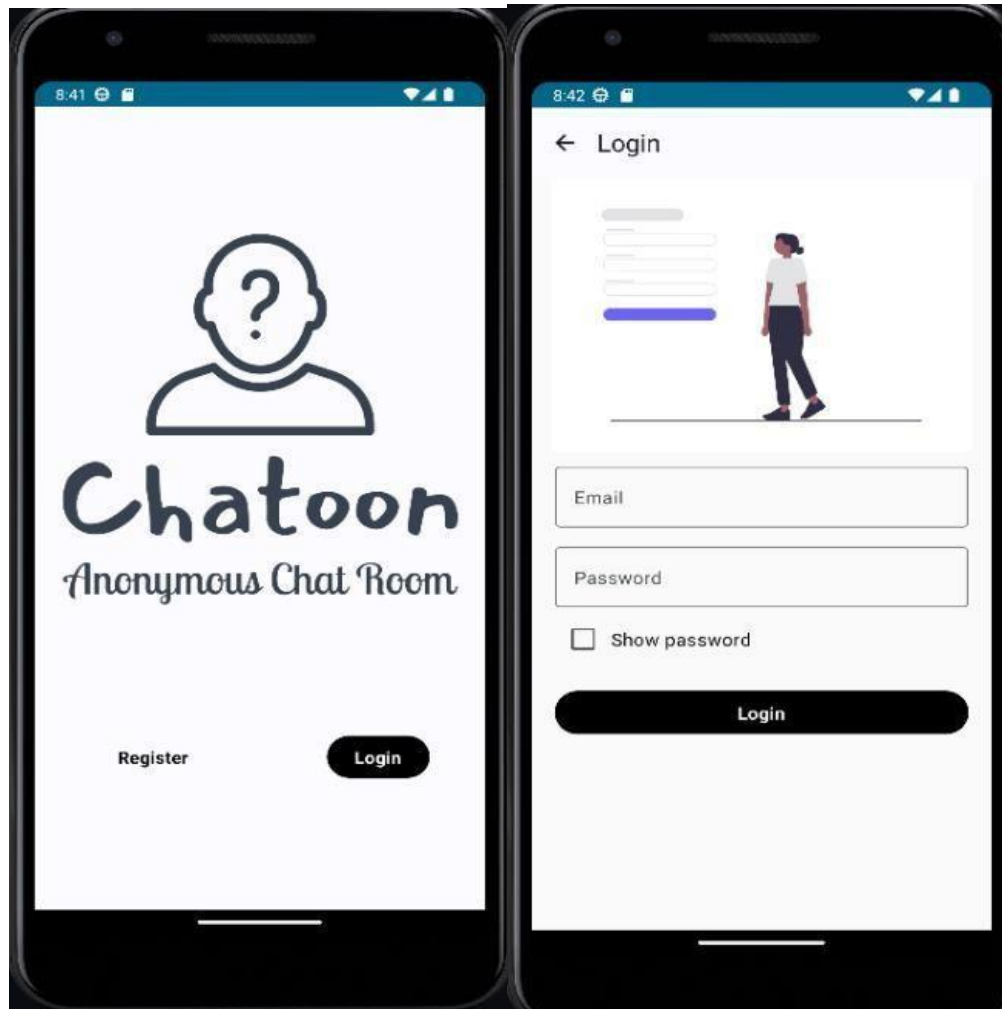 8:41
?
Chatoon
Anonymous Chat Room
Register
Login
8:42
Login
Email
Password
Show password
Login